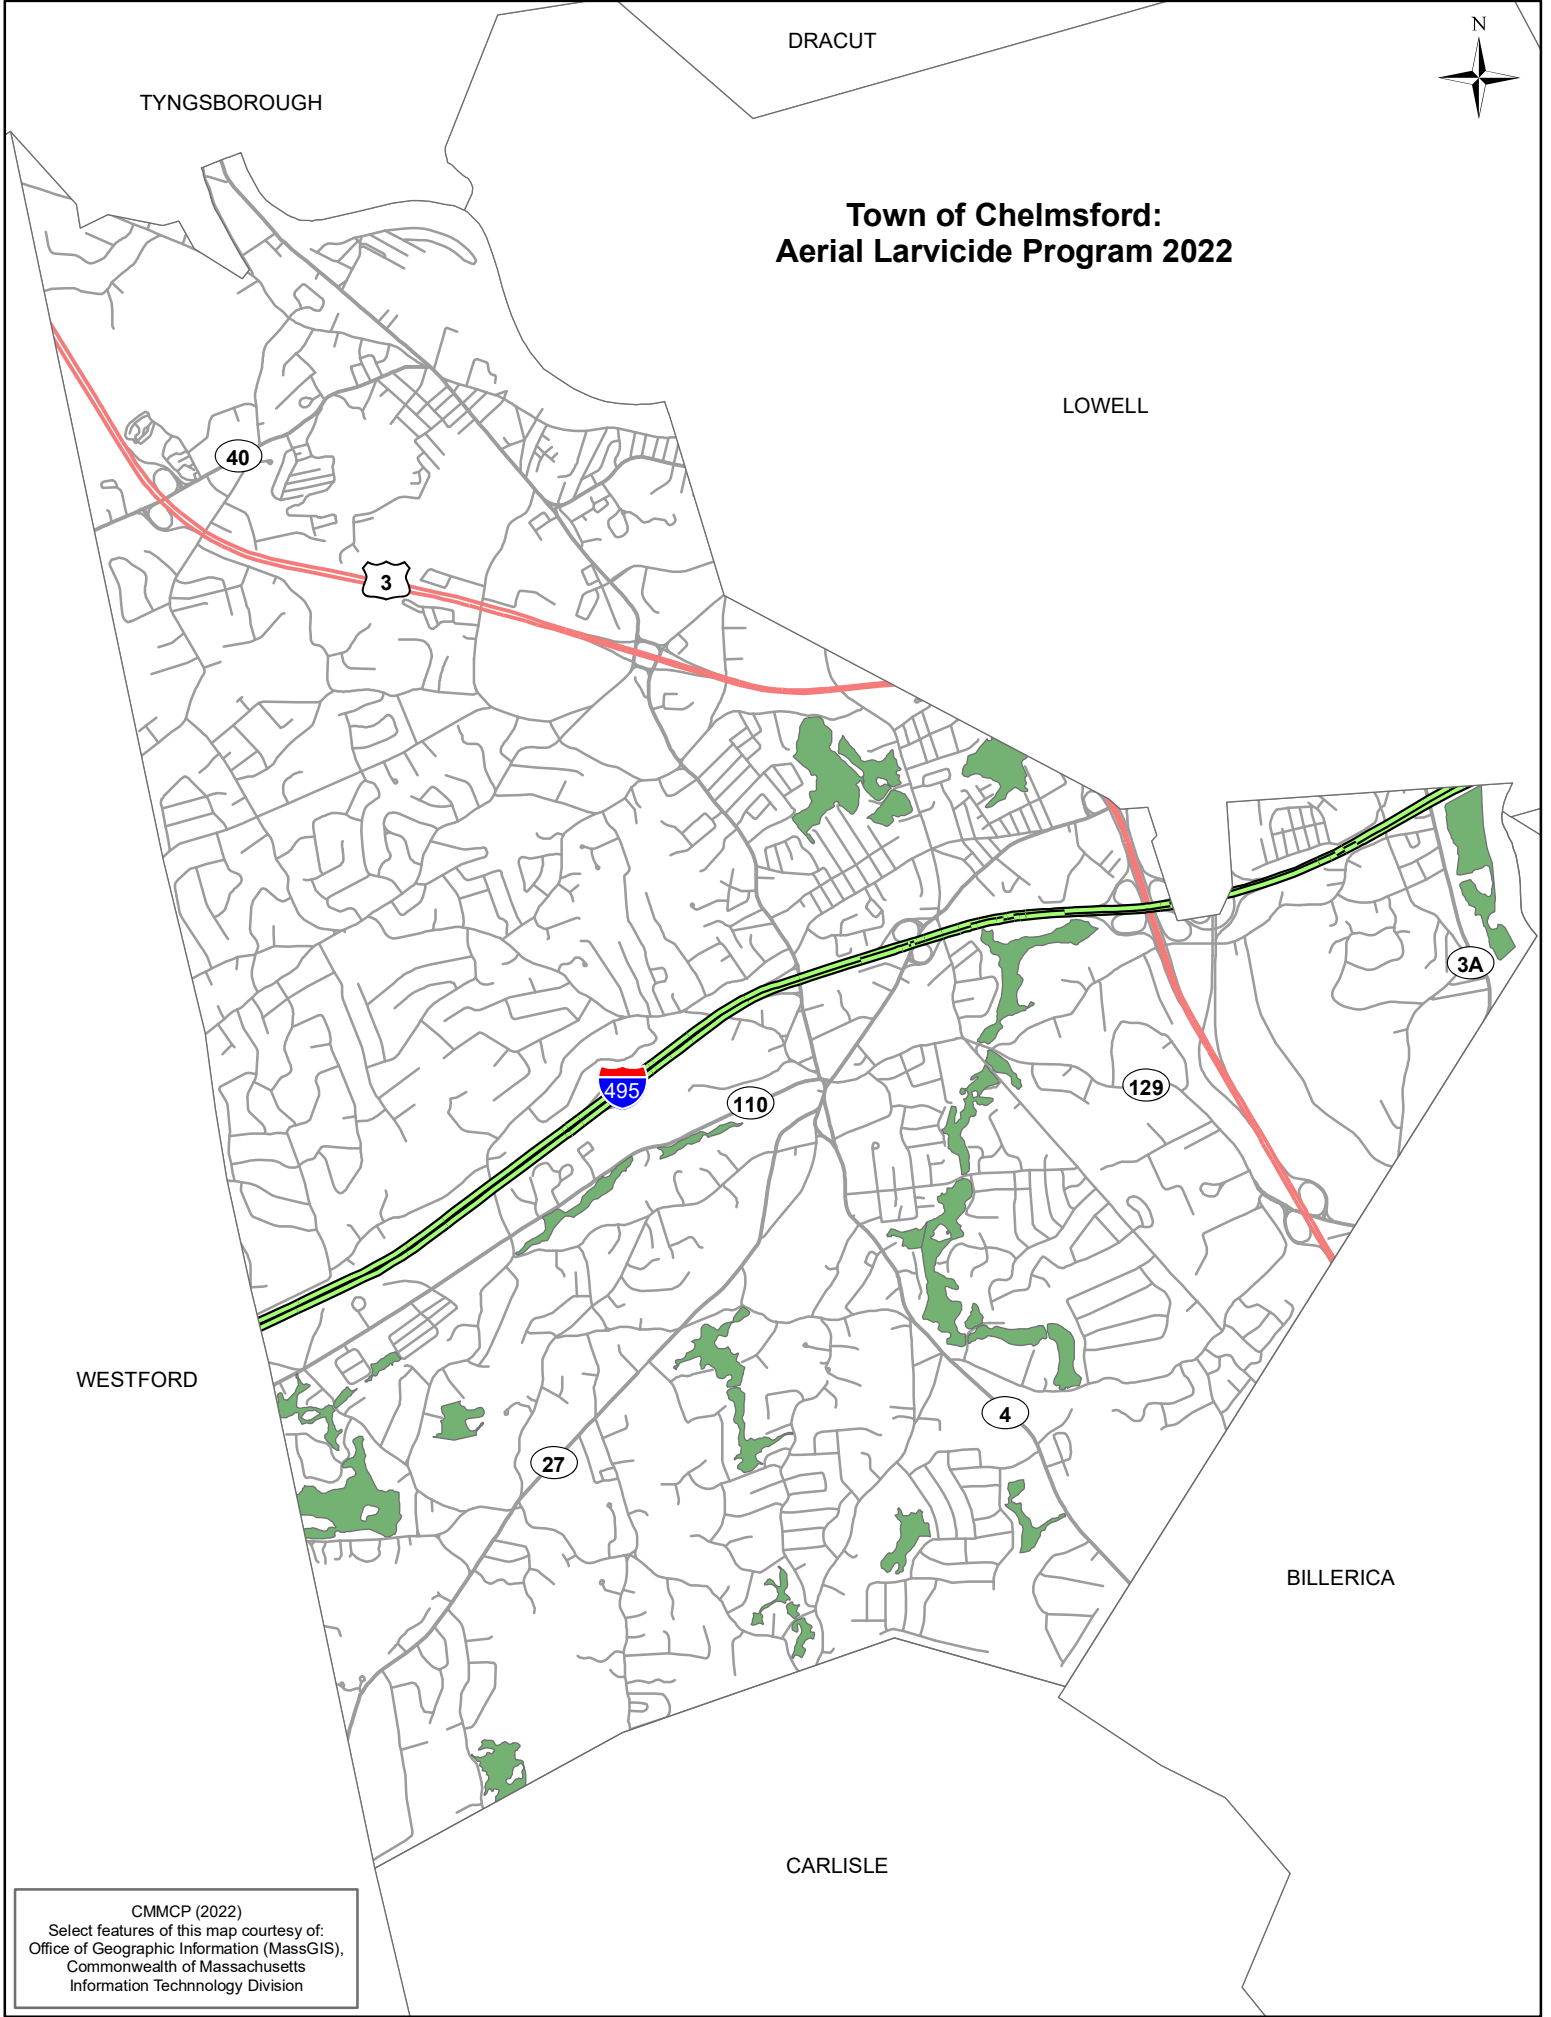 DRACUT
N
TYNGSBOROUGH
Town of Chelmsford:
Aerial Larvicide Program 2022
LOWELL
40
3
3A
495
110
129
WESTFORD
4
27
BILLERICA
CARLISLE
CMMCP (2022)
Select features of this map courtesy of:
Office of Geographic Information (MassGIS),
Commonwealth of Massachusetts
Information Technnology Division